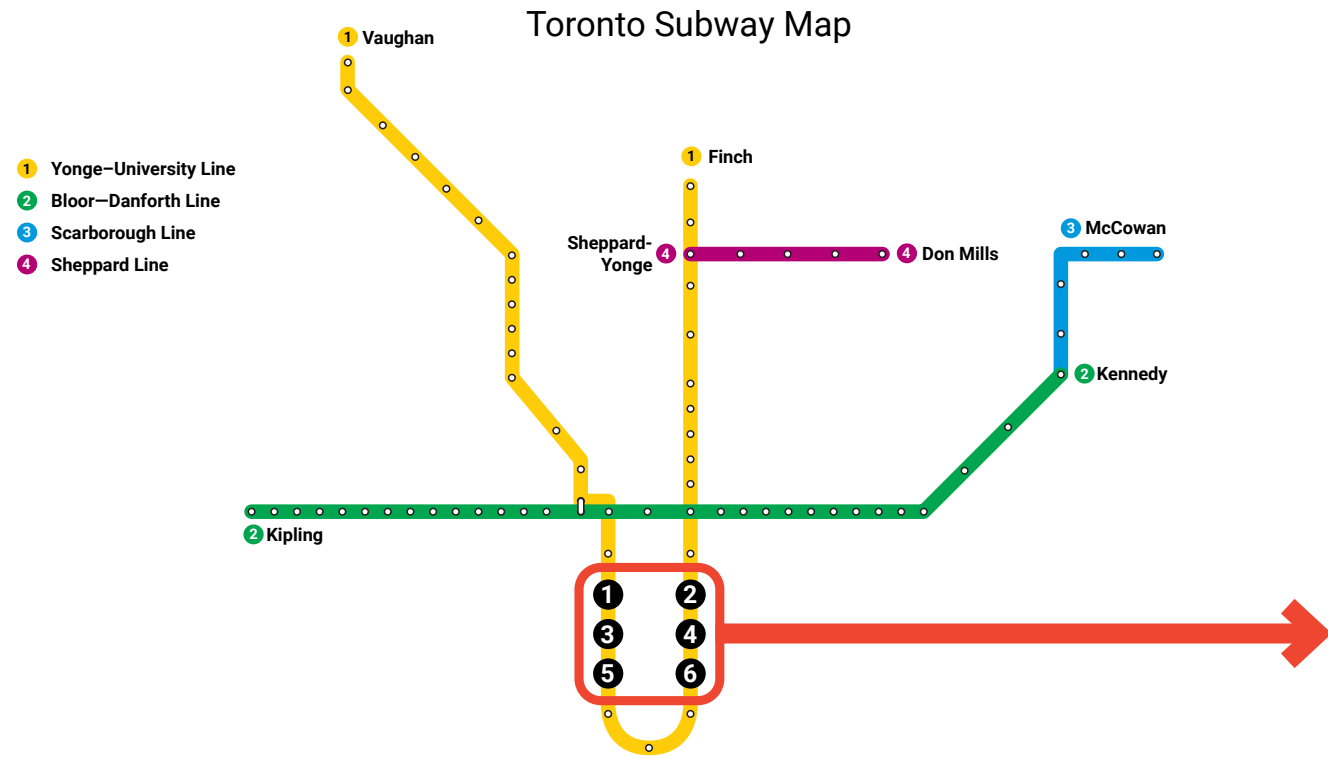 Toronto Subway Map
1 Vaughan
1 Finch
1 Yonge–University Line
2 Bloor—Danforth Line
3 Scarborough Line
4 Sheppard Line
3 McCowan
Sheppard-
Yonge 4
4 Don Mills
2 Kennedy
2 Kipling
1 2
3 4
5 6